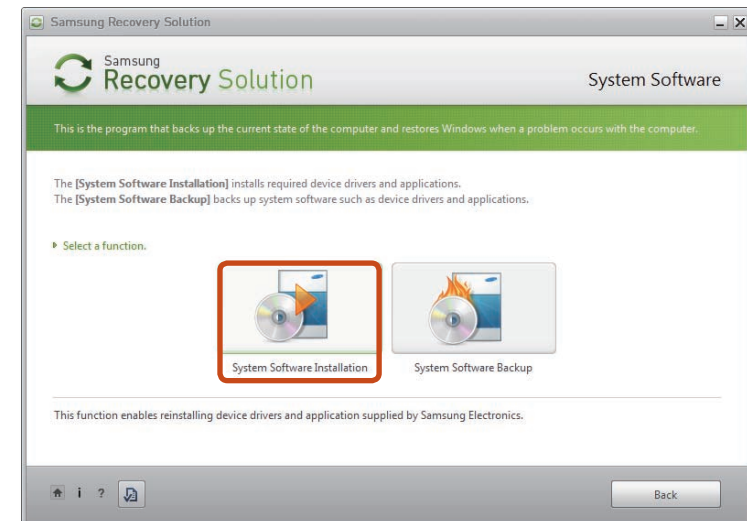 Samsung Recovery Solution
Samsung
Recovery Solution
System Software
This is the program that backs up the current state of the computer and restores Windows when a problem occurs with the computer.
The [System Software Installation] installs required device drivers and applications.
The [System Software Backup] backs up system software such as device drivers and applications.
Select a function.
System Software Installation
System Software Backup
This function enables reinstalling device drivers and application supplied by Samsung Electronics.
i ?
Back